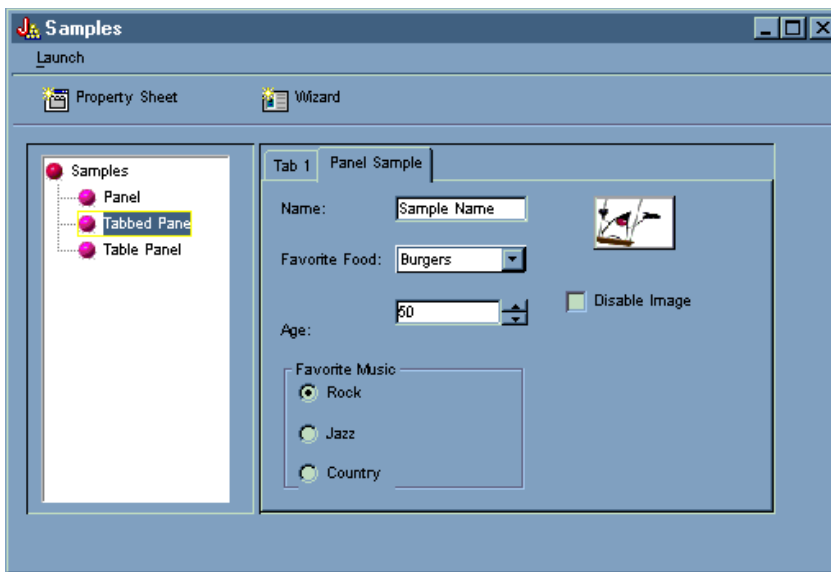 Samples
Launch
Property Sheet
Wizard
Samples
Panel
Tabbed Pane
Table Panel
Tab 1
Panel Sample
Name:
Sample Name
Favorite Food:
Burgers
Age:
50
Disable Image
Favorite Music
Rock
Jazz
Country